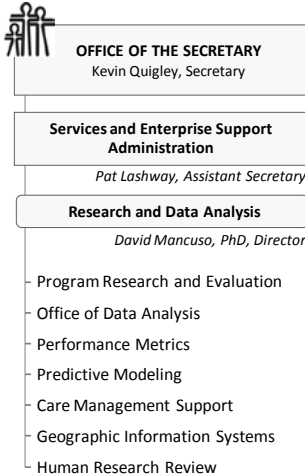 OFFICE OF THE SECRETARY
Kevin Quigley, Secretary
Services and Enterprise Support
Administration
Pat Lashway, Assistant Secretary
Research and Data Analysis
David Mancuso, PhD, Director
Program Research and Evaluation
Office of Data Analysis
Performance Metrics
Predictive Modeling
Care Management Support
Geographic Information Systems
Human Research Review